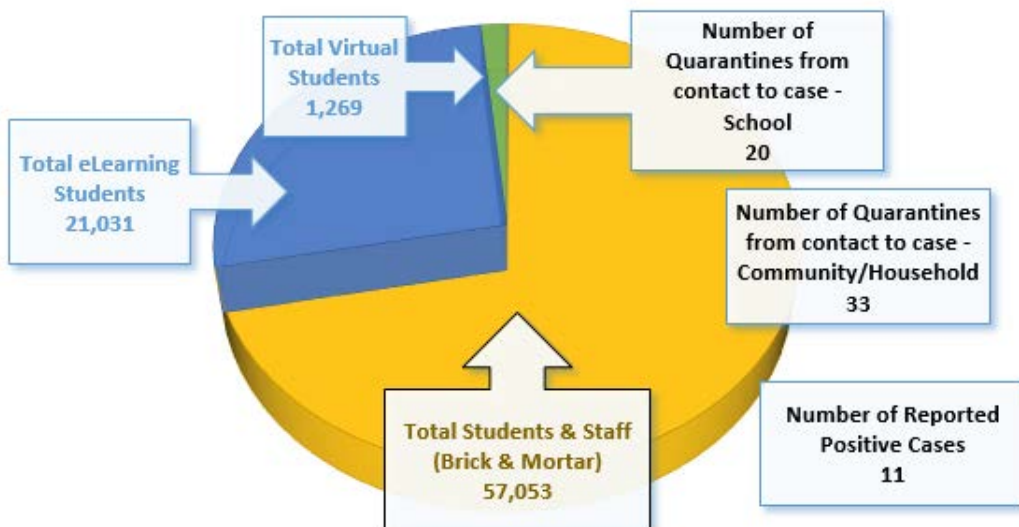 Total Virtual
Students
1,269
Number of
Quarantines from
contact to case -
School
20
Total eLearning
Students
21,031
Number of Quarantines
from contact to case -
Community/Household
33
Total Students & Staff
(Brick & Mortar)
57,053
Number of Reported
Positive Cases
11